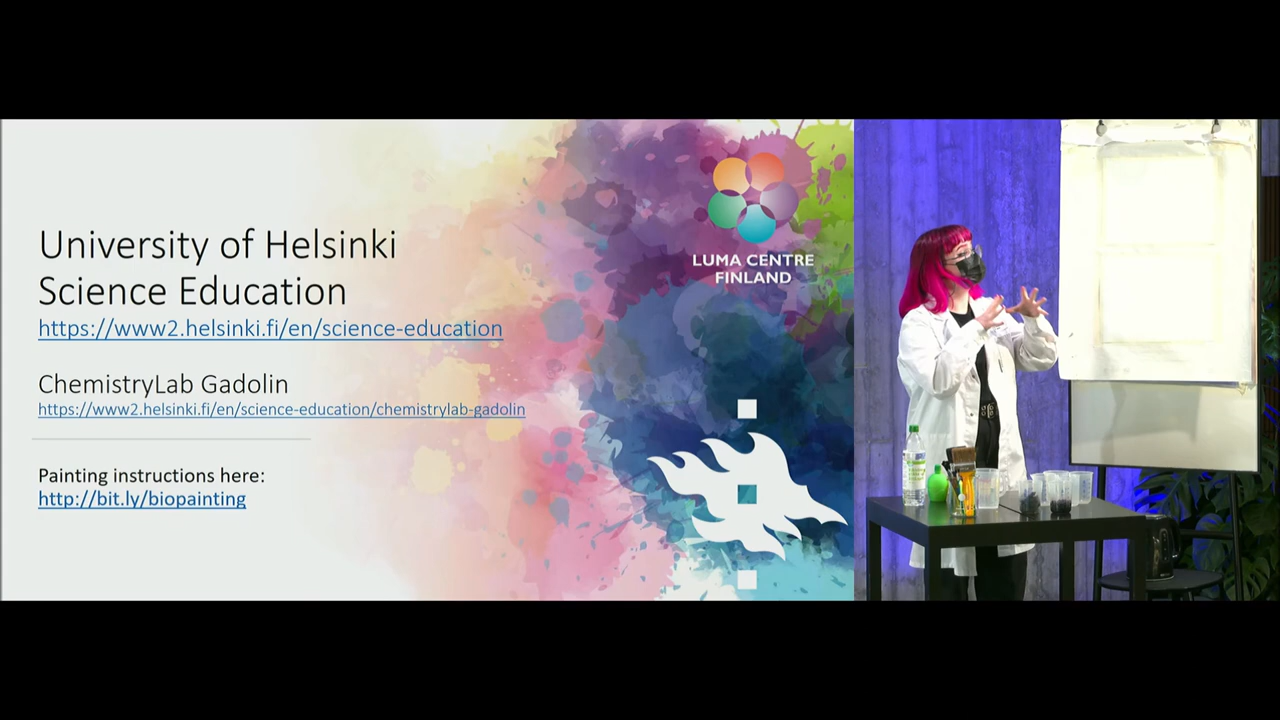 University of Helsinki
Science Education
https://www2.helsinki.fi/en/science-education
ChemistryLab Gadolin
https://www2.helsinki.fi/en/science-education/chemistrylab-gadolin
Painting instructions here:
http://bit.ly/biopainting
LUMA CENTRE
FINLAND